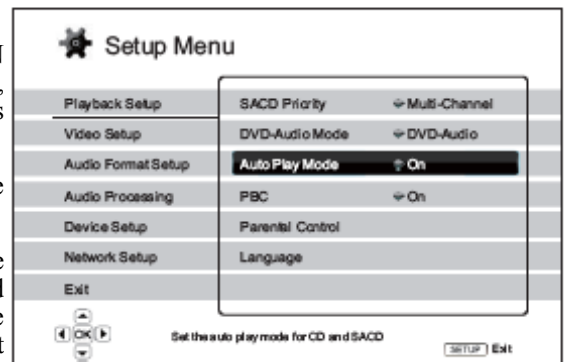 Setup Menu
Playback Setup
SACD Priority Multi-Channel
Video Setup
DVD-Audio Mode DVD-Audio
Audio Format Setup
Auto Play Mode On
Audio Processing
PBC On
Device Setup
Parental Control
Network Setup
Language
Exit
OK
Set the auto play mode for CD and SACD
SETUP Exit